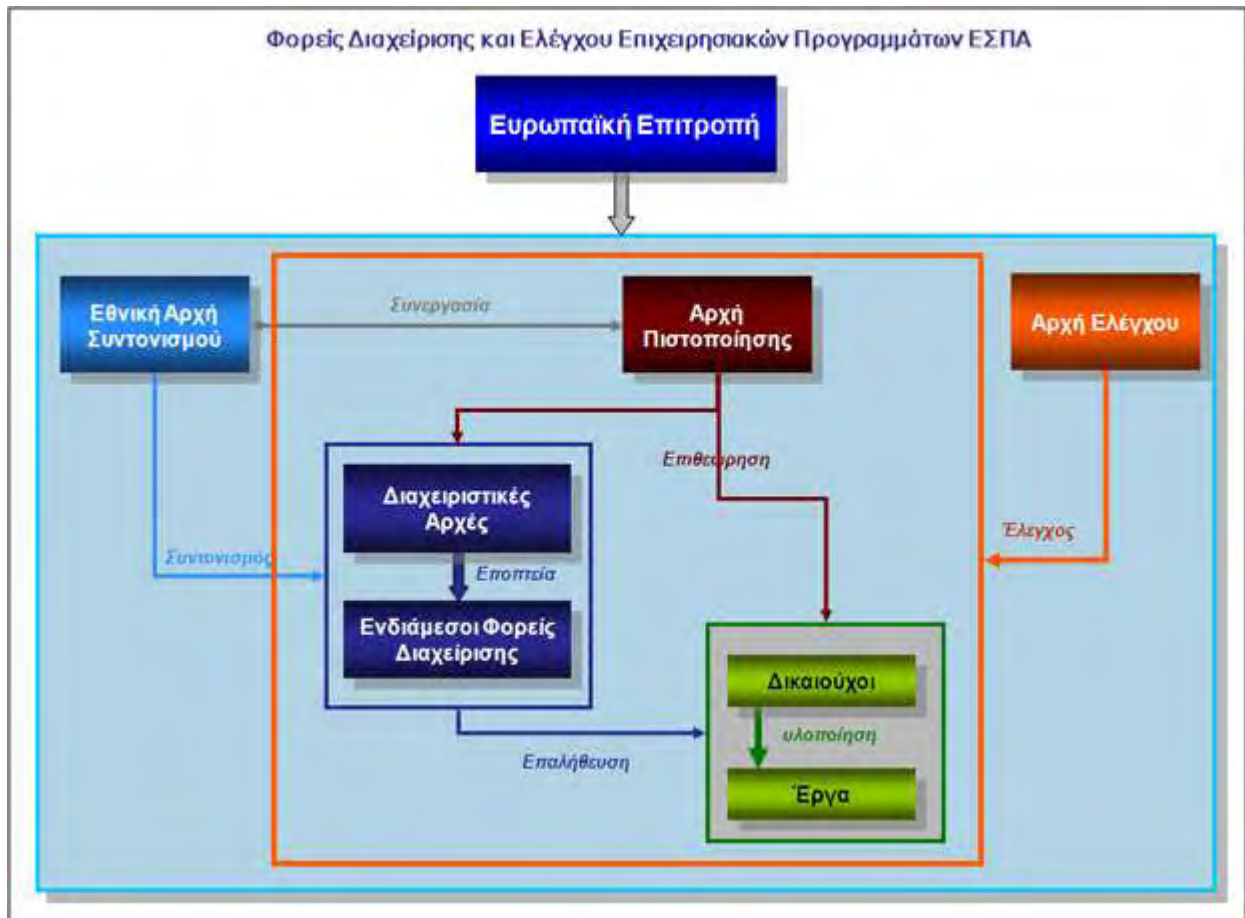 Φορείς Διαχείρισης και Ελέγχου Επιχειρησιακών Προγραμμάτων ΕΣΠΑ
Ευρωπαϊκή Επιτροπή
Εθνική Αρχή
Συντονισμού
Συνεργασία
Αρχή
Πιστοποίησης
Αρχή Ελέγχου
Επιθεώρηση
Διαχειριστικές
Αρχές
Συντονισμός
Εποπτεία
Έλεγχος
Ενδιάμεσοι Φορείς
Διαχείρισης
Δικαιούχοι
υλοποίηση
Επαλήθευση
Έργα